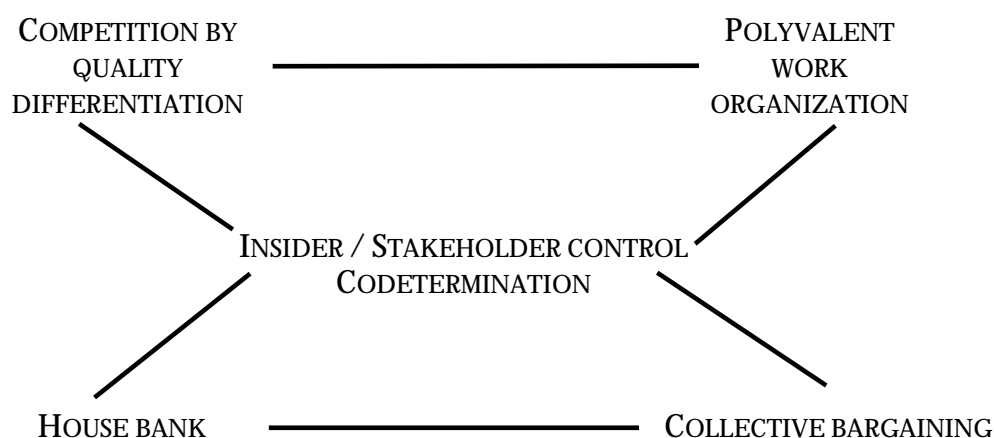 COMPETITION BY
QUALITY
DIFFERENTIATION
POLYVALENT
WORK
ORGANIZATION
INSIDER / STAKEHOLDER CONTROL
CODETERMINATION
HOUSE BANK
COLLECTIVE BARGAINING